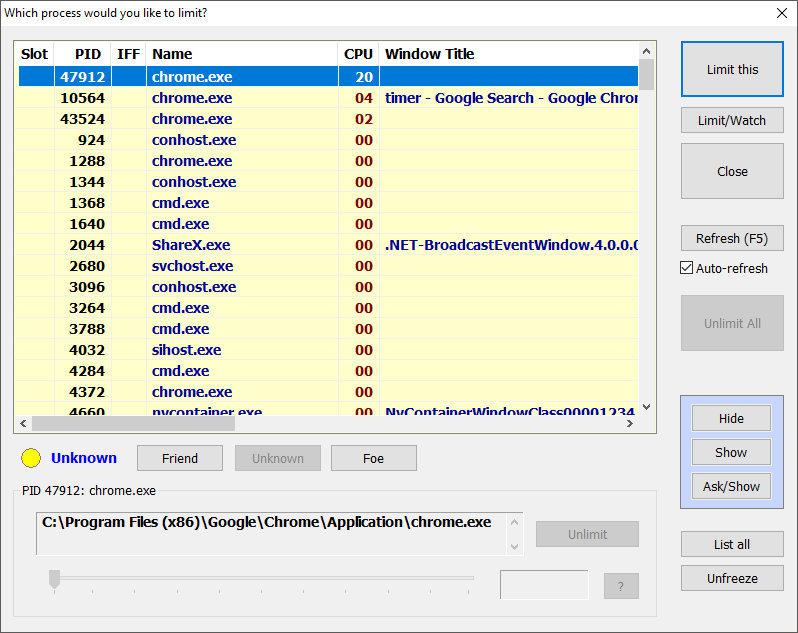 Which process would you like to limit?
Slot PID IFF Name CPU Window Title
47912 chrome.exe 20
10564 chrome.exe 04 timer - Google Search - Google Chron
43524 chrome.exe 02
924 conhost.exe 00
1288 chrome.exe 00
1344 conhost.exe 00
1368 cmd.exe 00
1640 cmd.exe 00
2044 ShareX.exe 00 .NET-BroadcastEventWindow.4.0.0.0
2680 svchost.exe 00
3096 conhost.exe 00
3264 cmd.exe 00
3788 cmd.exe 00
4032 sihost.exe 00
4284 cmd.exe 00
4372 chrome.exe 00
4660 nvcontainer.exe 00 NvContainerWindowClass00001234
Limit this
Limit/Watch
Close
Refresh (F5)
Auto-refresh
Unlimit All
Hide
Show
Ask/Show
List all
Unfreeze
Unknown Friend Unknown Foe
PID 47912: chrome.exe
C:\Program Files (x86)\Google\Chrome\Application\chrome.exe
Unlimit
?